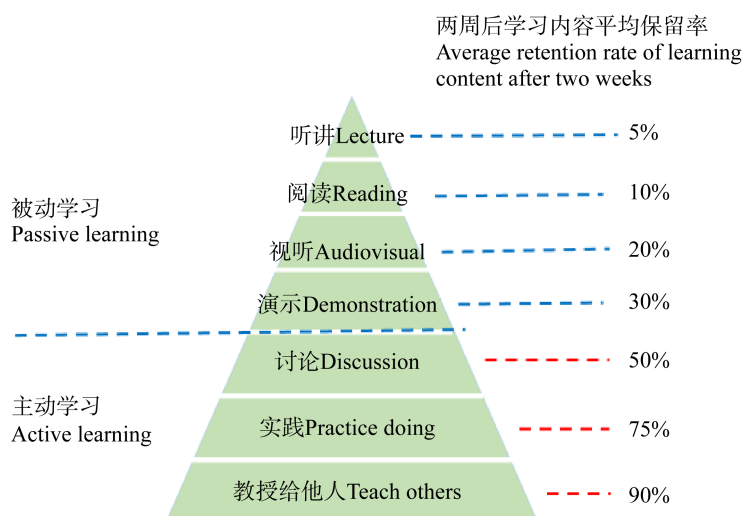 两周后学习内容平均保留率
Average retention rate of learning
content after two weeks
听讲Lecture
5%
阅读Reading
10%
被动学习
Passive learning
视听Audiovisual
20%
演示Demonstration
30%
讨论Discussion
50%
主动学习
Active learning
实践Practice doing
75%
教授给他人Teach others
90%